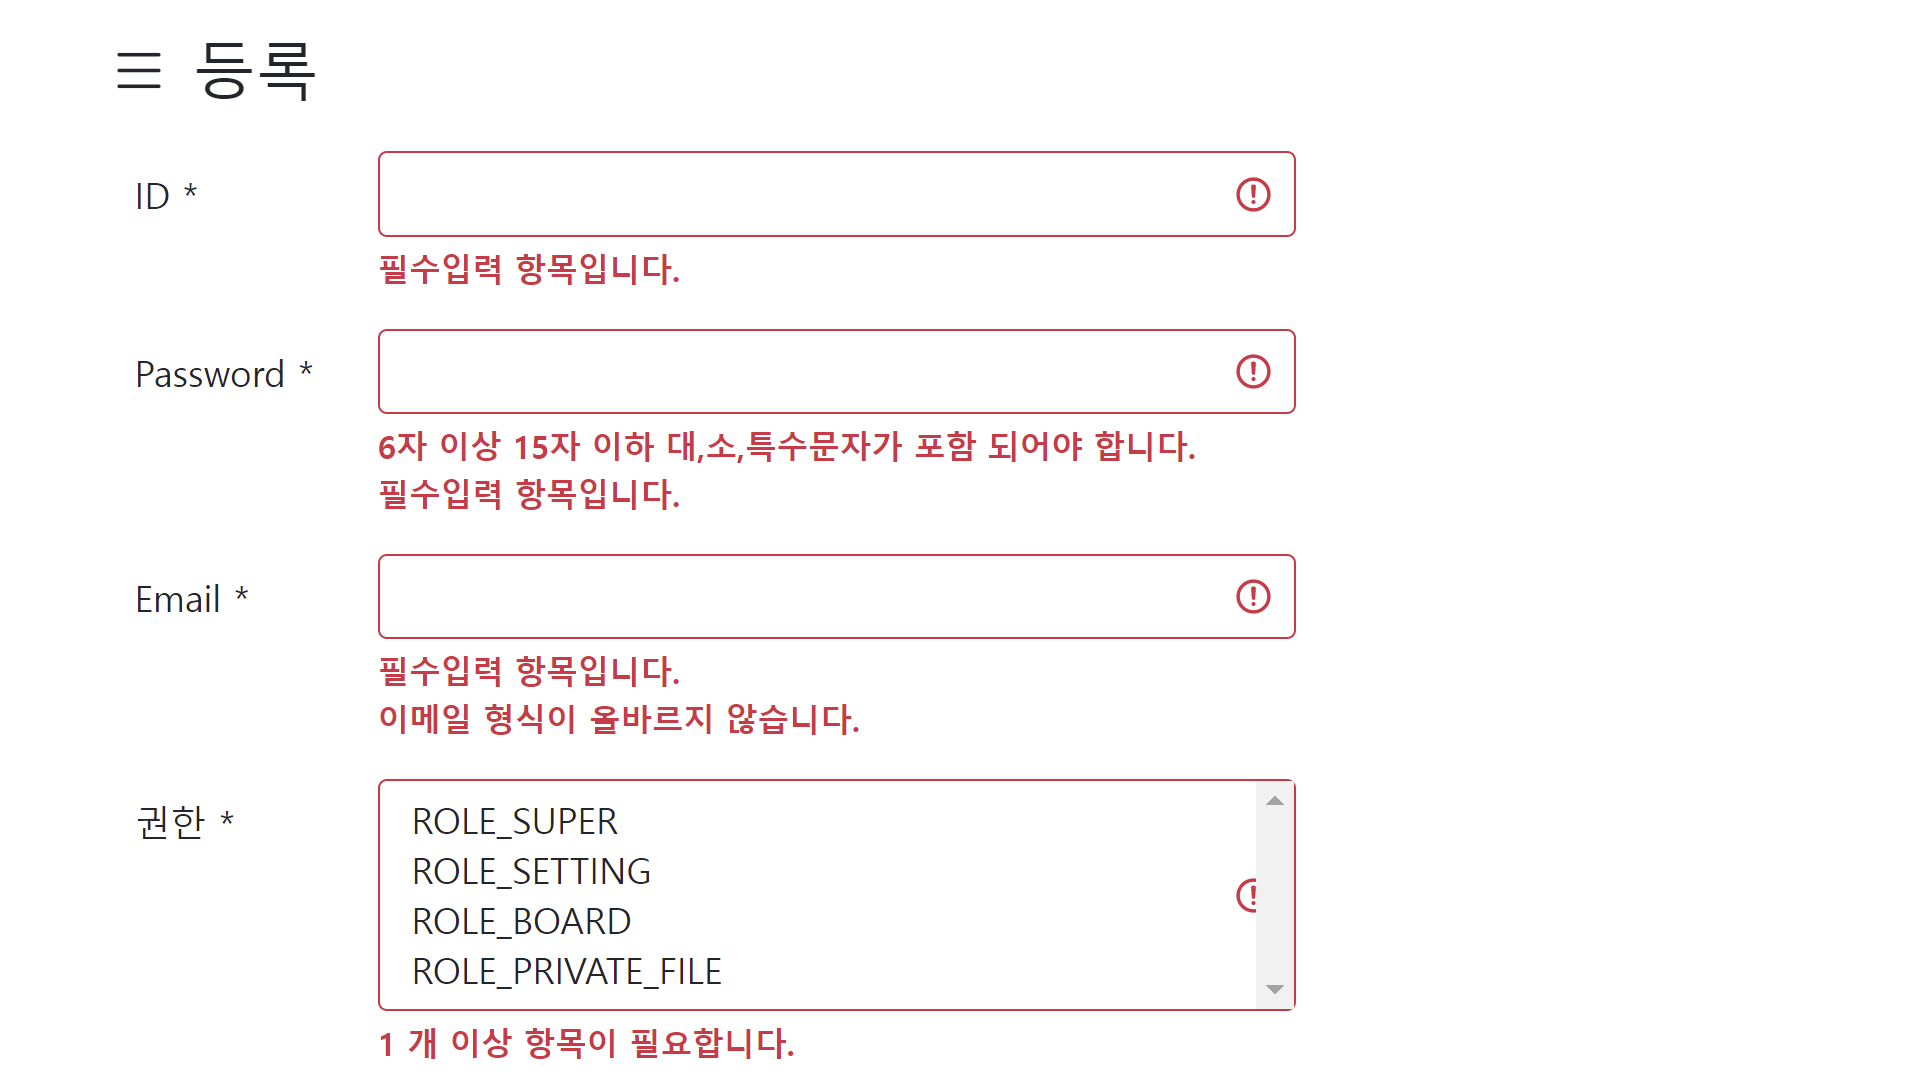 등록
ID *
필수입력 항목입니다.
Password *
6자 이상 15자 이하 대,소,특수문자가 포함 되어야 합니다.
필수입력 항목입니다.
Email *
필수입력 항목입니다.
이메일 형식이 올바르지 않습니다.
권한 *
ROLE_SUPER
ROLE_SETTING
ROLE_BOARD
ROLE_PRIVATE_FILE
1 개 이상 항목이 필요합니다.